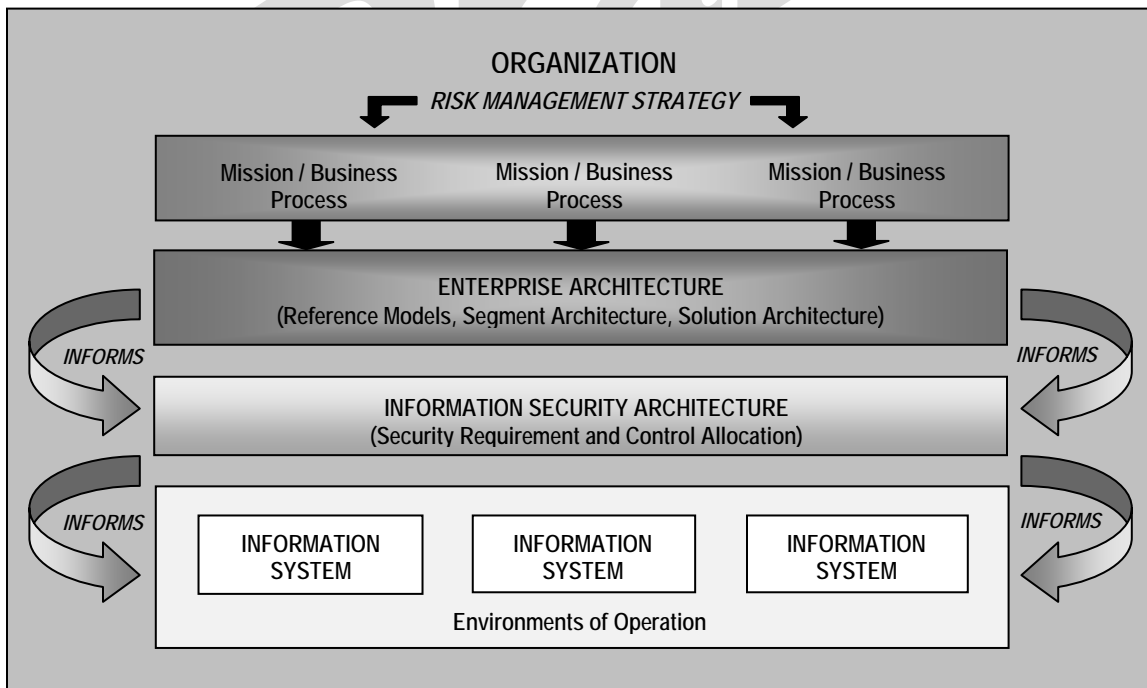 ORGANIZATION
RISK MANAGEMENT STRATEGY
Mission / Business
Process
Mission / Business
Process
Mission / Business
Process
ENTERPRISE ARCHITECTURE
(Reference Models, Segment Architecture, Solution Architecture)
INFORMS
INFORMS
INFORMATION SECURITY ARCHITECTURE
(Security Requirement and Control Allocation)
INFORMS
INFORMS
INFORMATION
SYSTEM
INFORMATION
SYSTEM
INFORMATION
SYSTEM
Environments of Operation